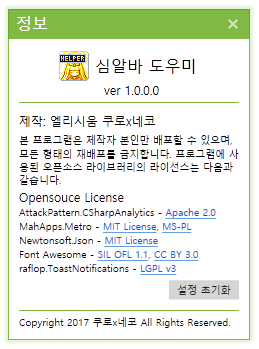 정보
HELPER
심알바 도우미
ver 1.0.0.0
제작: 엘리시움 쿠로x네코
본 프로그램은 제작자 본인만 배포할 수 있으며,
모든 형태의 재배포를 금지합니다. 프로그램에 사
용된 오픈소스 라이브러리의 라이선스는 다음과
같습니다.
Opensouce License
AttackPattern.CSharpAnalytics - Apache 2.0
MahApps.Metro - MIT License, MS-PL
Newtonsoft.Json - MIT License
Font Awesome - SIL OFL 1.1, CC BY 3.0
raflop.ToastNotifications - LGPL v3
설정 초기화
Copyright 2017 쿠로x네코 All Rights Reserved.